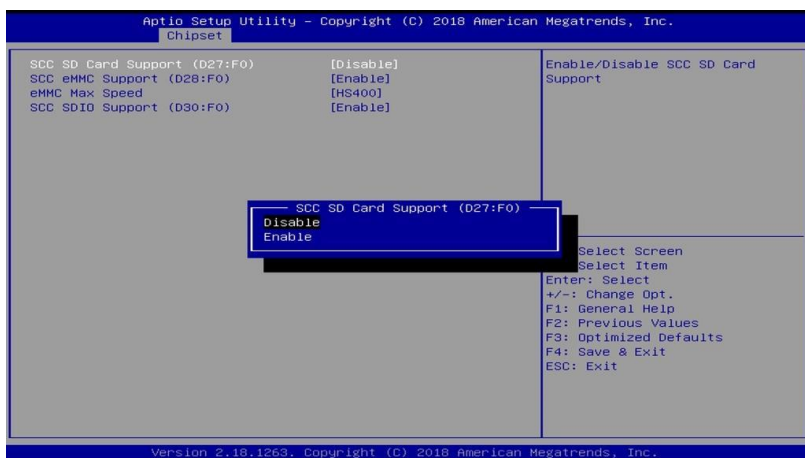 Aptio Setup Utility – Copyright (C) 2018 American Megatrends, Inc.
Chipset
SCC SD Card Support (D27:F0) [Disable]
SCC eMMC Support (D28:F0) [Enable]
eMMC Max Speed [HS400]
SCC SDIO Support (D30:F0) [Enable]
Enable/Disable SCC SD Card
Support
SCC SD Card Support (D27:F0)
Disable
Enable
Select Screen
Select Item
Enter: Select
+/-: Change Opt.
F1: General Help
F2: Previous Values
F3: Optimized Defaults
F4: Save & Exit
ESC: Exit
Version 2.18.1263. Copyright (C) 2018 American Megatrends, Inc.